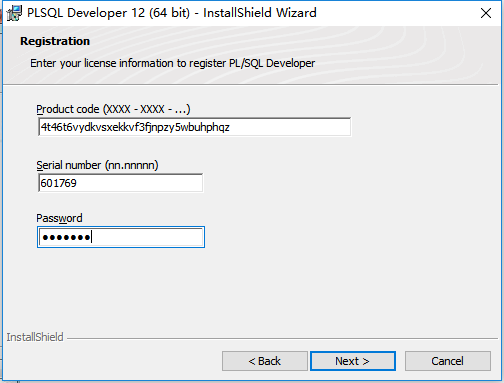 PLSQL Developer 12 (64 bit) - InstallShield Wizard
Registration
Enter your license information to register PL/SQL Developer
Product code (XXXX - XXXX - ...)
4t46t6vydkvsxekkvf3fjnpzy5wbuhphqz
Serial number (nn.nnnnn)
601769
Password
●●●●●●●
InstallShield
< Back
Next >
Cancel